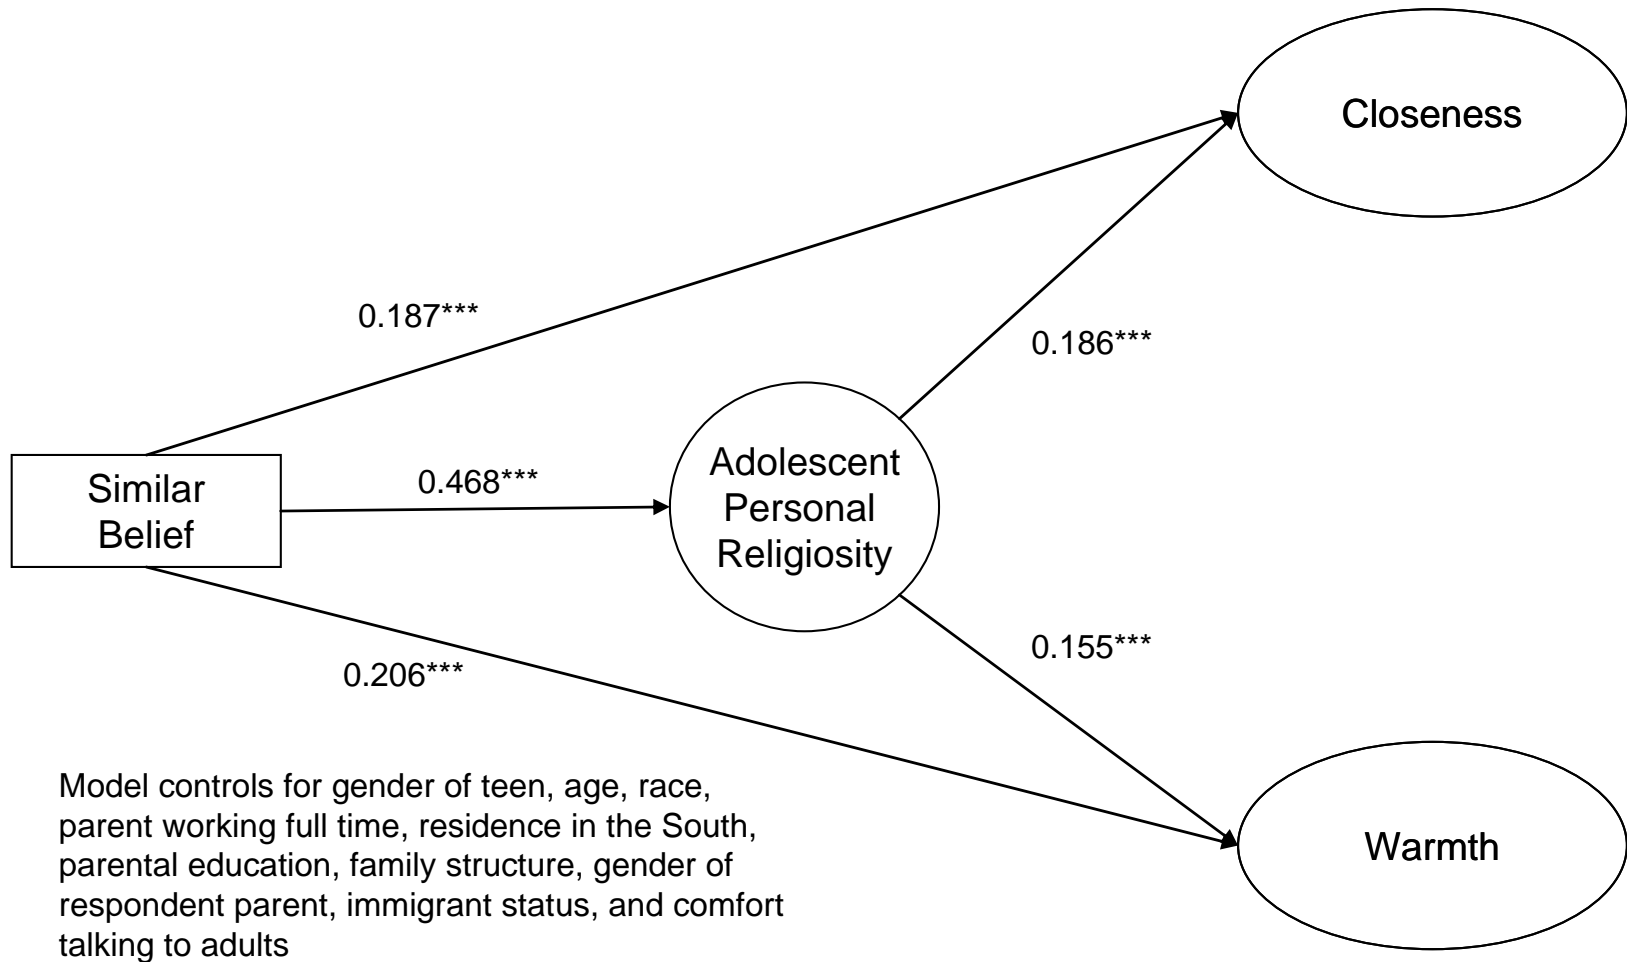 Closeness
0.187***
0.186***
Similar
Belief
0.468***
Adolescent
Personal
Religiosity
0.206***
0.155***
Warmth
Model controls for gender of teen, age, race,
parent working full time, residence in the South,
parental education, family structure, gender of
respondent parent, immigrant status, and comfort
talking to adults